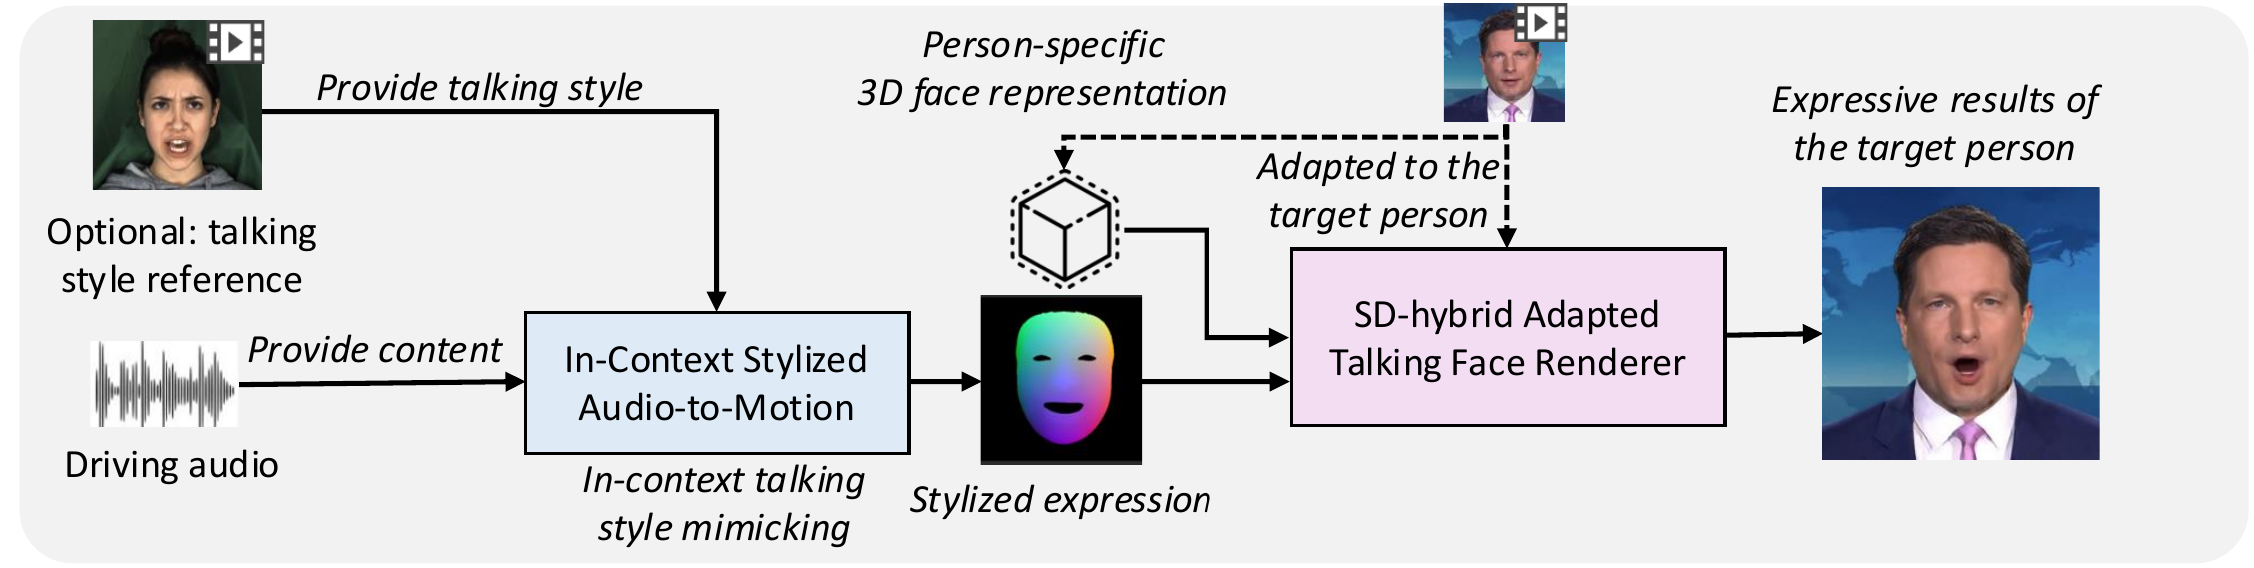 Provide talking style
Optional: talking
style reference
Provide content
Driving audio
In-Context Stylized
Audio-to-Motion
In-context talking
style mimicking
Person-specific
3D face representation
Stylized expression
Adapted to the
target person
SD-hybrid Adapted
Talking Face Renderer
Expressive results of
the target person